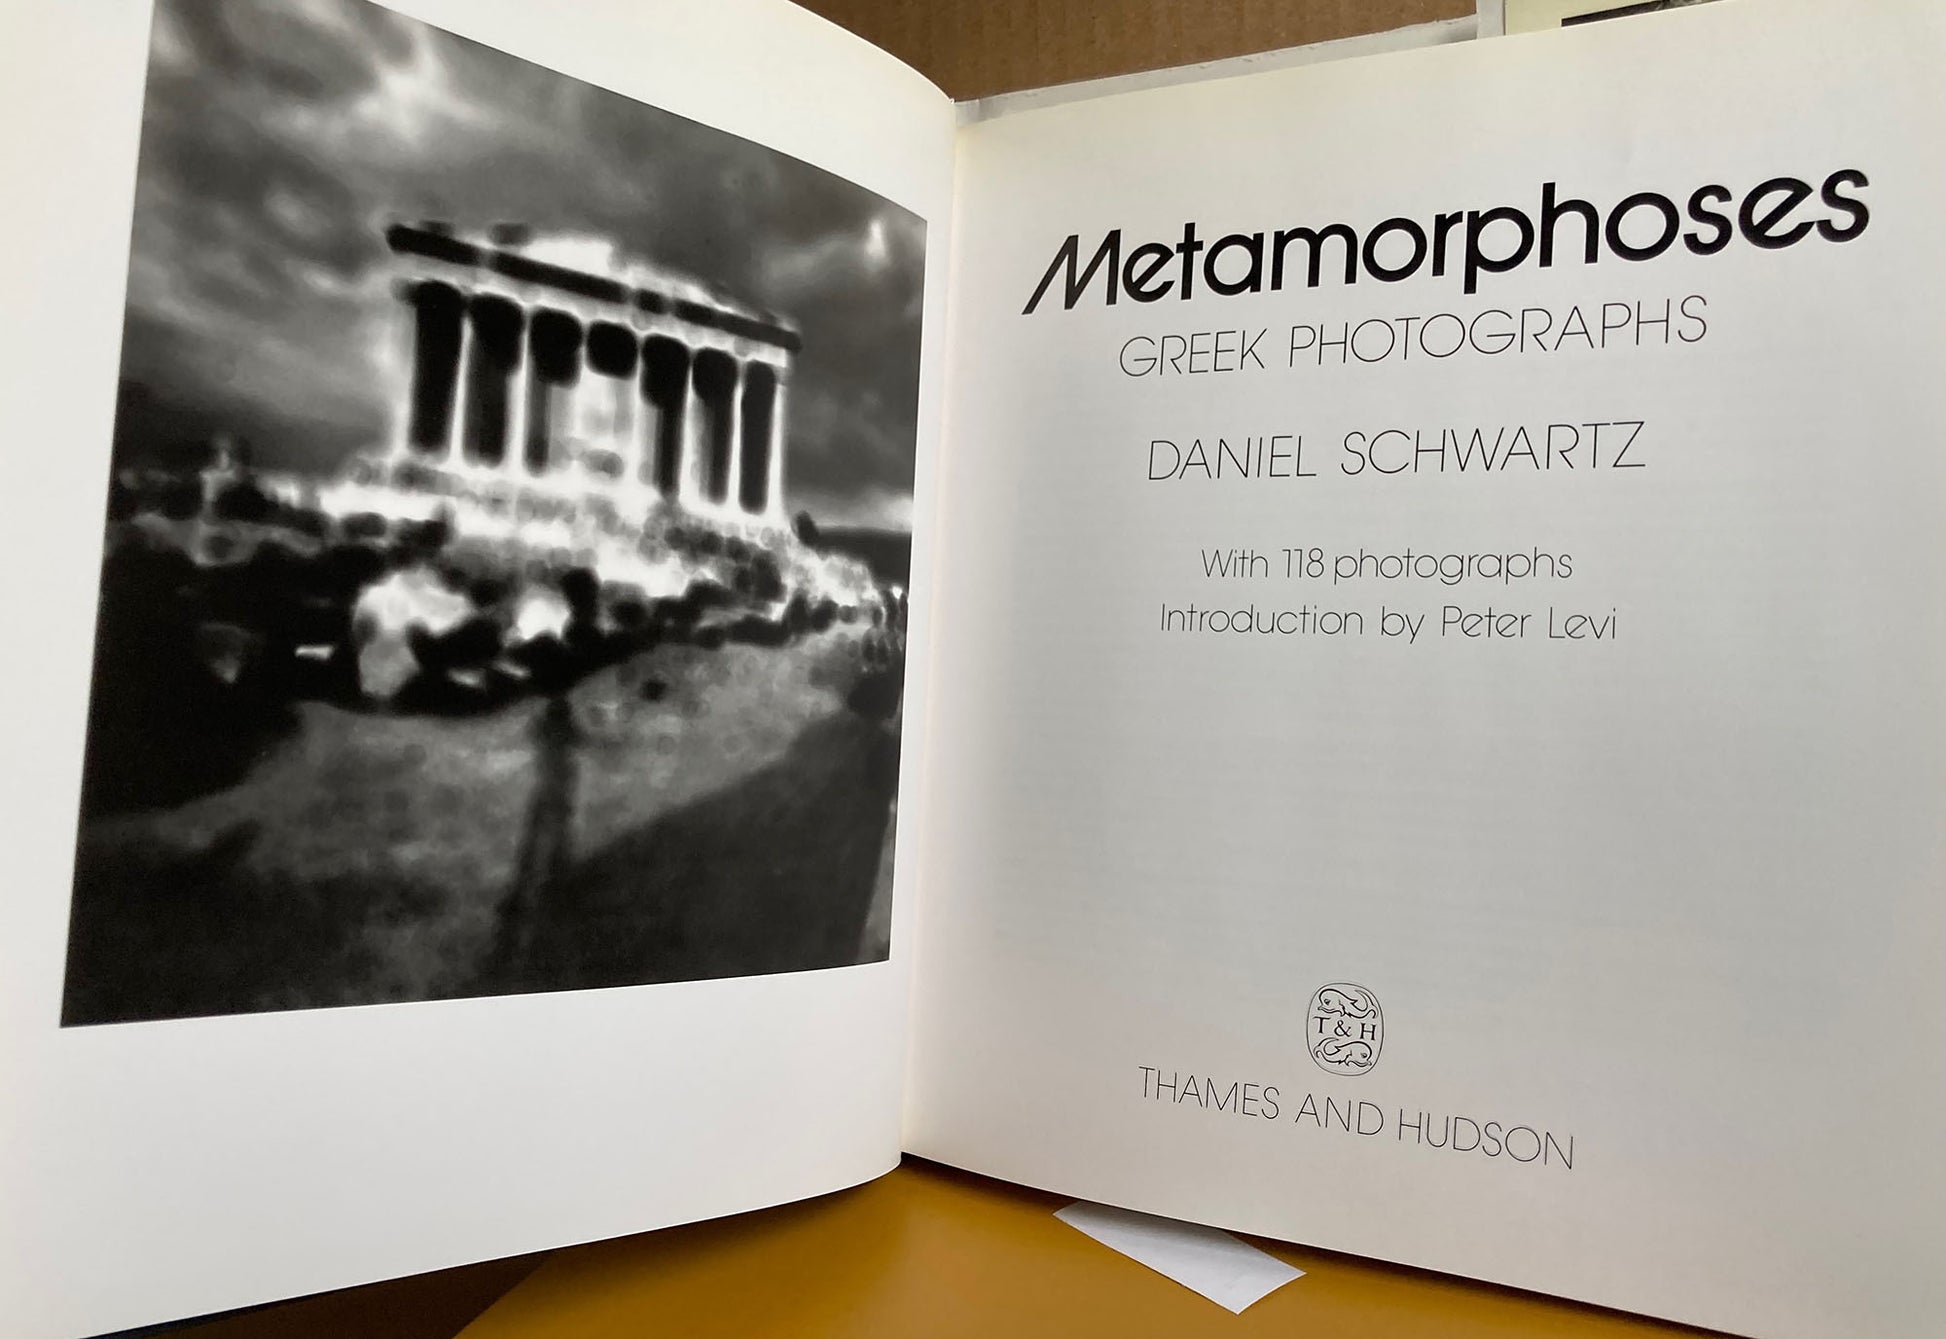 Metamorphoses
GREEK PHOTOGRAPHS
DANIEL SCHWARTZ
With 118 photographs
Introduction by Peter Levi
T & H
THAMES AND HUDSON